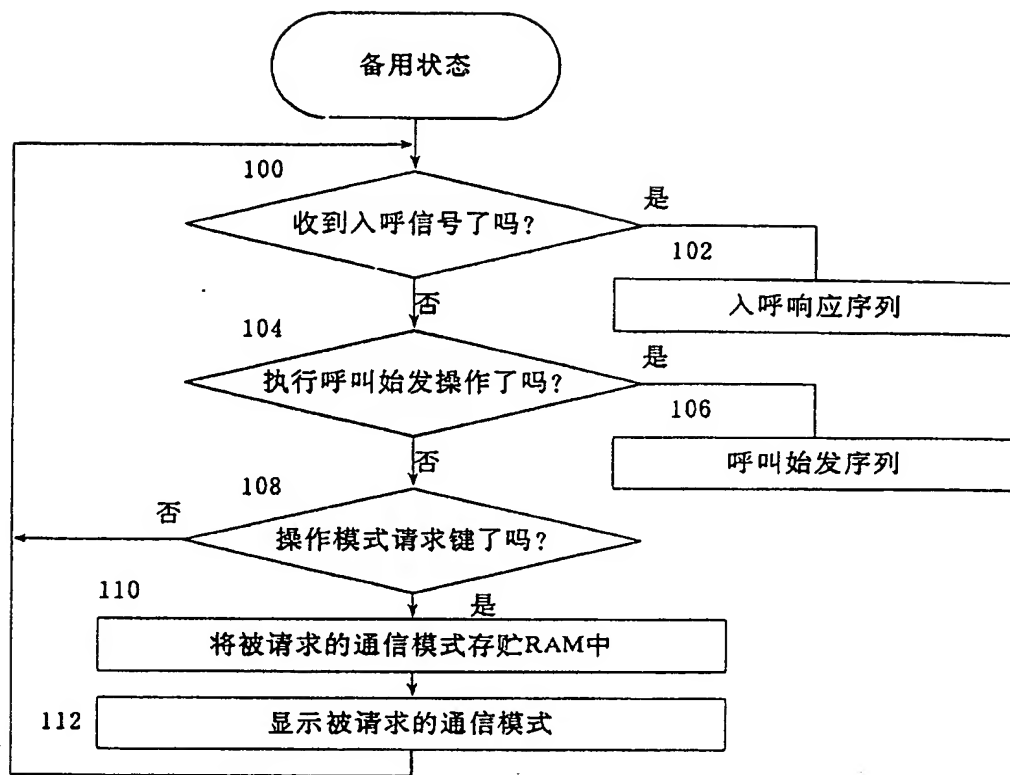 备用状态
100
收到入呼信号了吗?
是
102
入呼响应序列
否
104
执行呼叫始发操作了吗?
是
106
呼叫始发序列
否
108
否
操作模式请求键了吗?
110
是
将被请求的通信模式存贮RAM中
112
显示被请求的通信模式